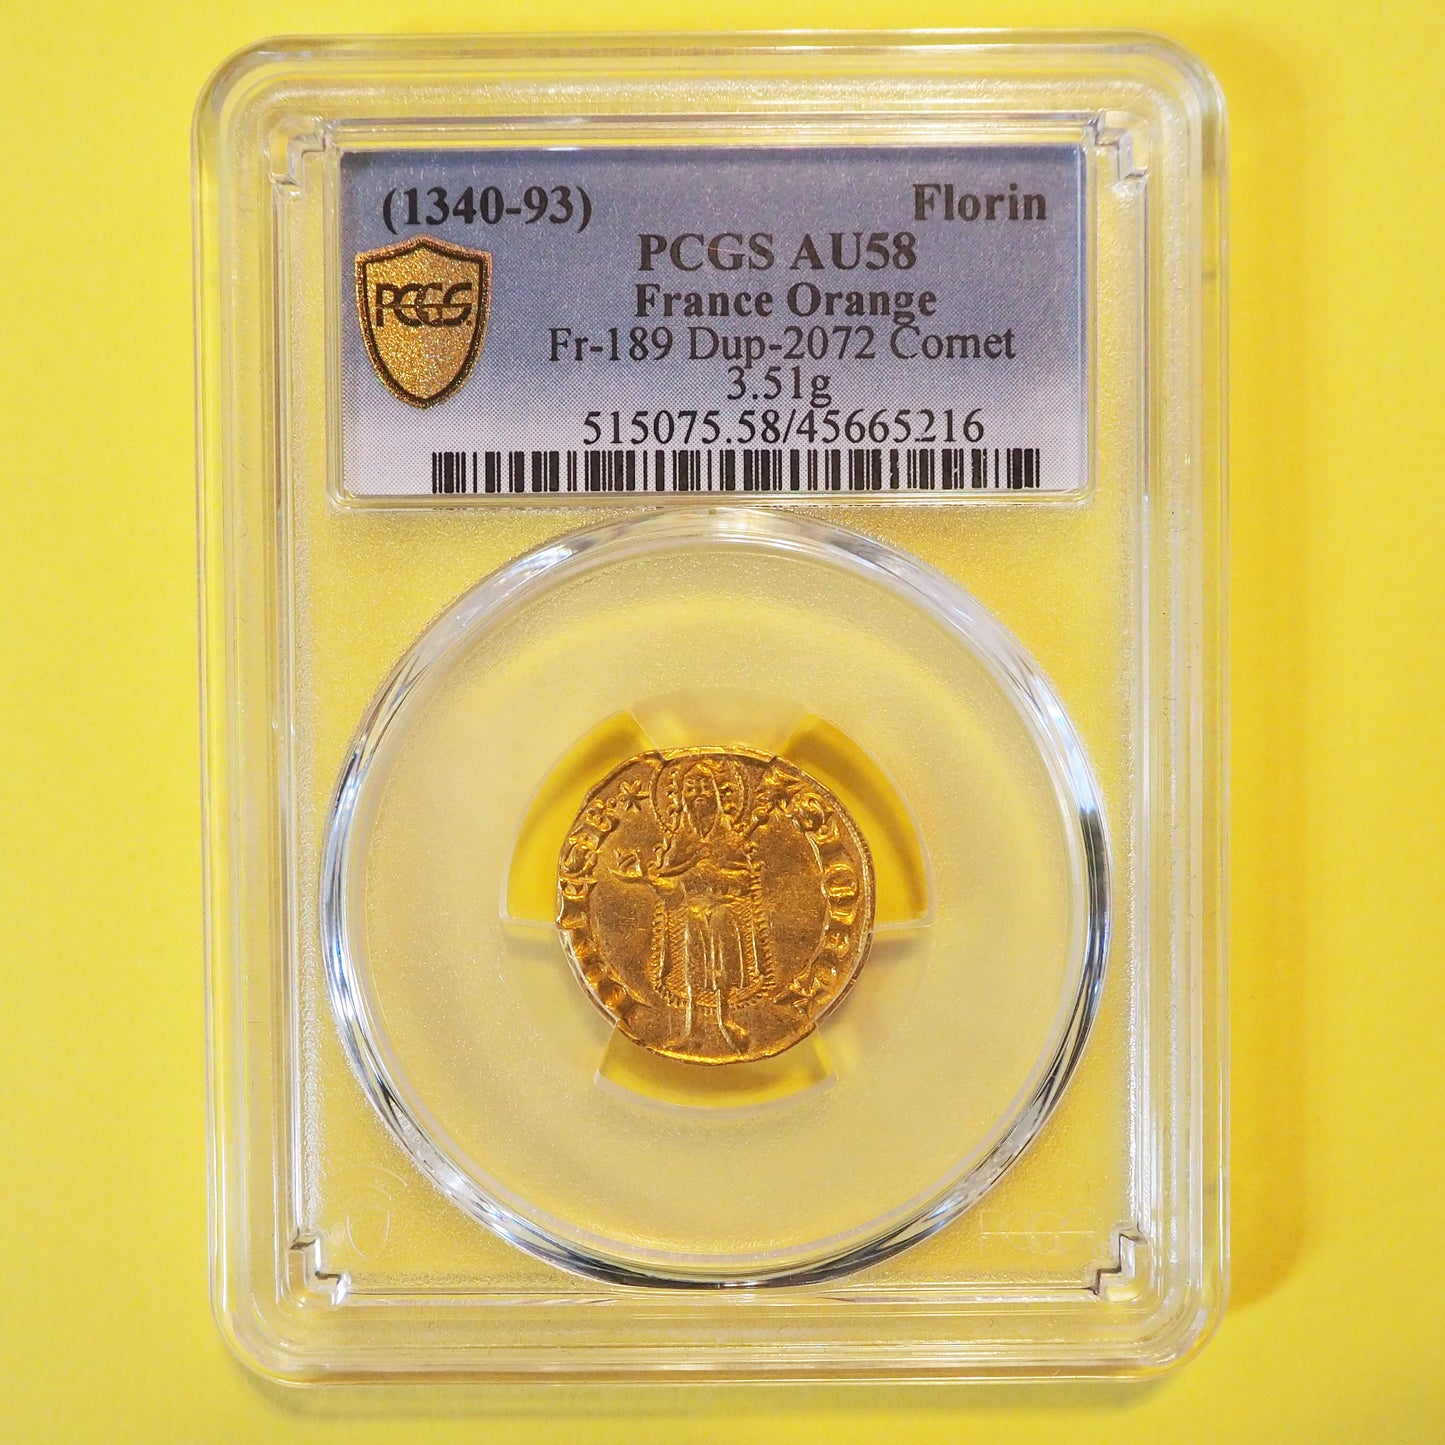 (1340-93) Florin
PCGS AU58
France Orange
Fr-189 Dup-2072 Comet
3.51g
515075.58/45665216
PCGS